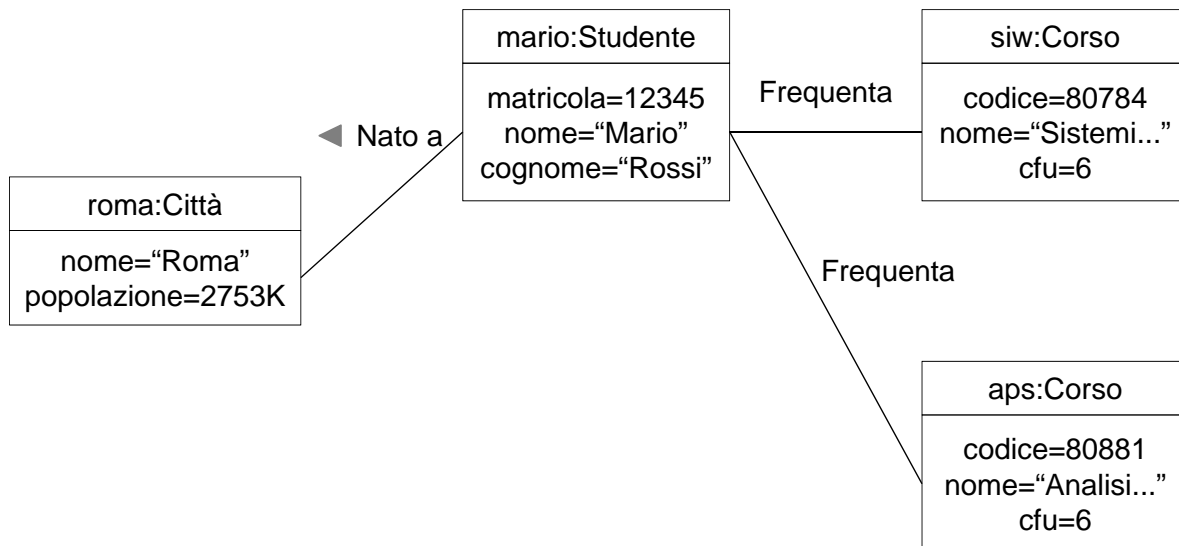 mario:Studente
matricola=12345
nome=“Mario”
cognome=“Rossi”
siw:Corso
codice=80784
nome=“Sistemi...”
cfu=6
Frequenta
Nato a
roma:Città
nome=“Roma”
popolazione=2753K
Frequenta
aps:Corso
codice=80881
nome=“Analisi...”
cfu=6